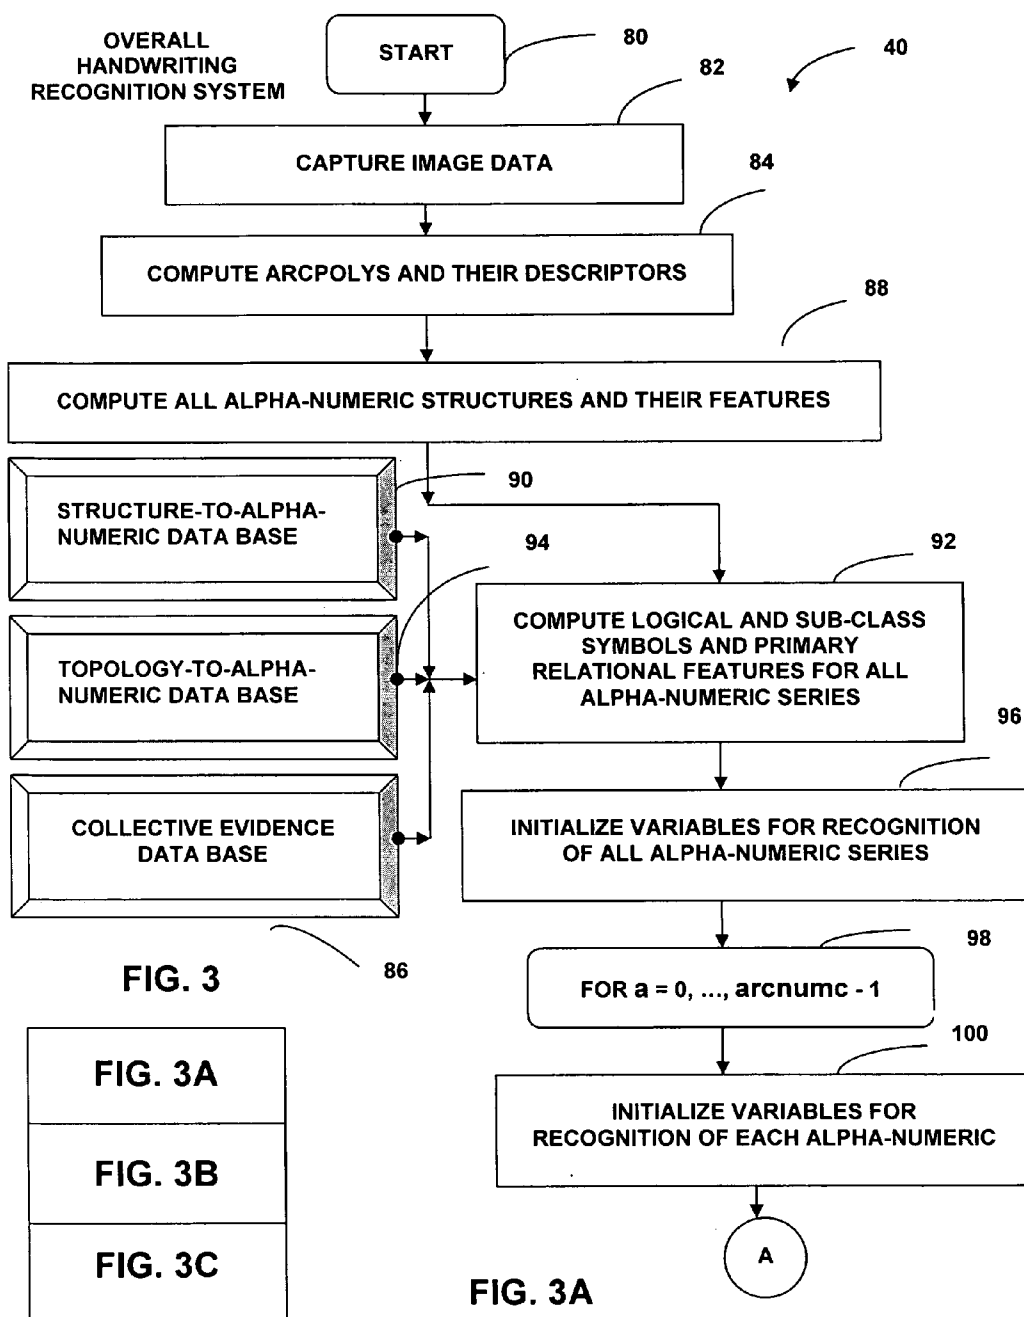 OVERALL
HANDWRITING
RECOGNITION SYSTEM
START
80
40
82
CAPTURE IMAGE DATA
84
COMPUTE ARCPOLYS AND THEIR DESCRIPTORS
88
COMPUTE ALL ALPHA-NUMERIC STRUCTURES AND THEIR FEATURES
90
STRUCTURE-TO-ALPHA-
NUMERIC DATA BASE
94
92
COMPUTE LOGICAL AND SUB-CLASS
SYMBOLS AND PRIMARY
RELATIONAL FEATURES FOR ALL
ALPHA-NUMERIC SERIES
TOPOLOGY-TO-ALPHA-
NUMERIC DATA BASE
96
COLLECTIVE EVIDENCE
DATA BASE
INITIALIZE VARIABLES FOR RECOGNITION
OF ALL ALPHA-NUMERIC SERIES
86
98
FOR a = 0, ..., arcnumc - 1
100
INITIALIZE VARIABLES FOR
RECOGNITION OF EACH ALPHA-NUMERIC
A
FIG. 3
FIG. 3A
FIG. 3B
FIG. 3C
FIG. 3A